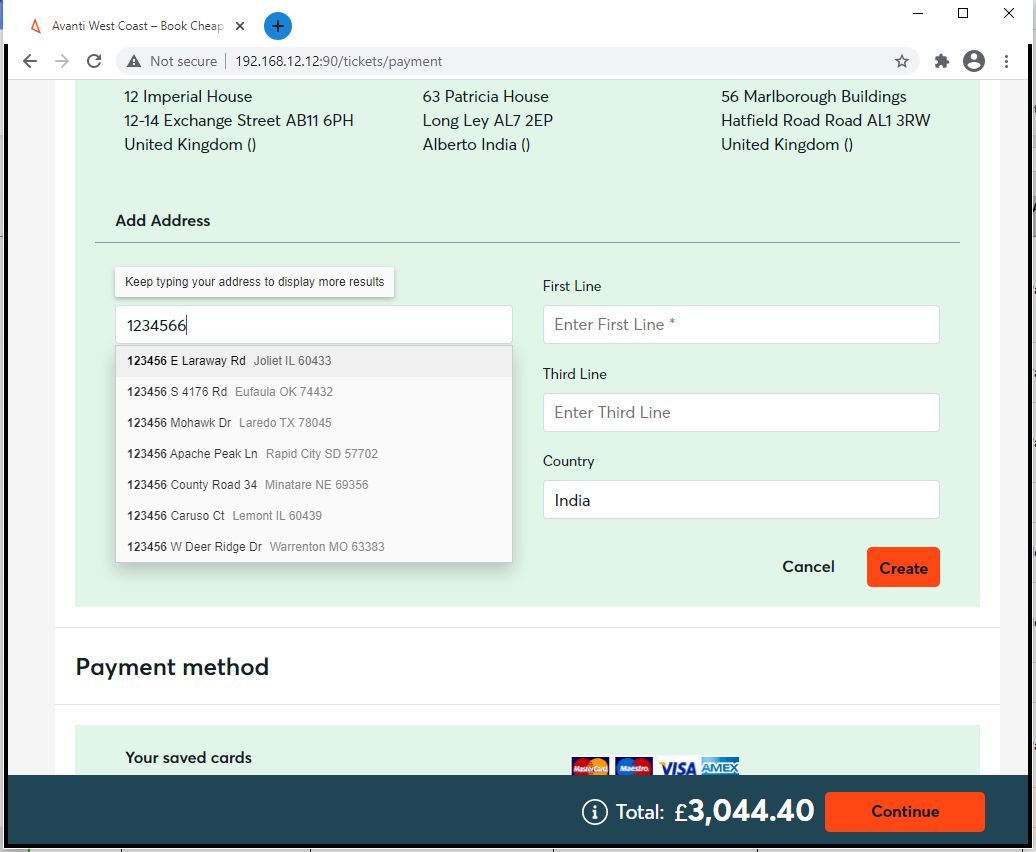 Avanti West Coast – Book Cheap
Not secure 192.168.12.12:90/tickets/payment
12 Imperial House
12-14 Exchange Street AB11 6PH
United Kingdom ()
63 Patricia House
Long Ley AL7 2EP
Alberto India ()
56 Marlborough Buildings
Hatfield Road Road AL1 3RW
United Kingdom ()
Add Address
Keep typing your address to display more results
1234566
123456 E Laraway Rd Joliet IL 60433
123456 S 4176 Rd Eufaula OK 74432
123456 Mohawk Dr Laredo TX 78045
123456 Apache Peak Ln Rapid City SD 57702
123456 County Road 34 Minatare NE 69356
123456 Caruso Ct Lemont IL 60439
123456 W Deer Ridge Dr Warrenton MO 63383
First Line
Enter First Line *
Third Line
Enter Third Line
Country
India
Cancel
Create
Payment method
Your saved cards
MasterCard Maestro VISA AMEX
Total: £3,044.40
Continue